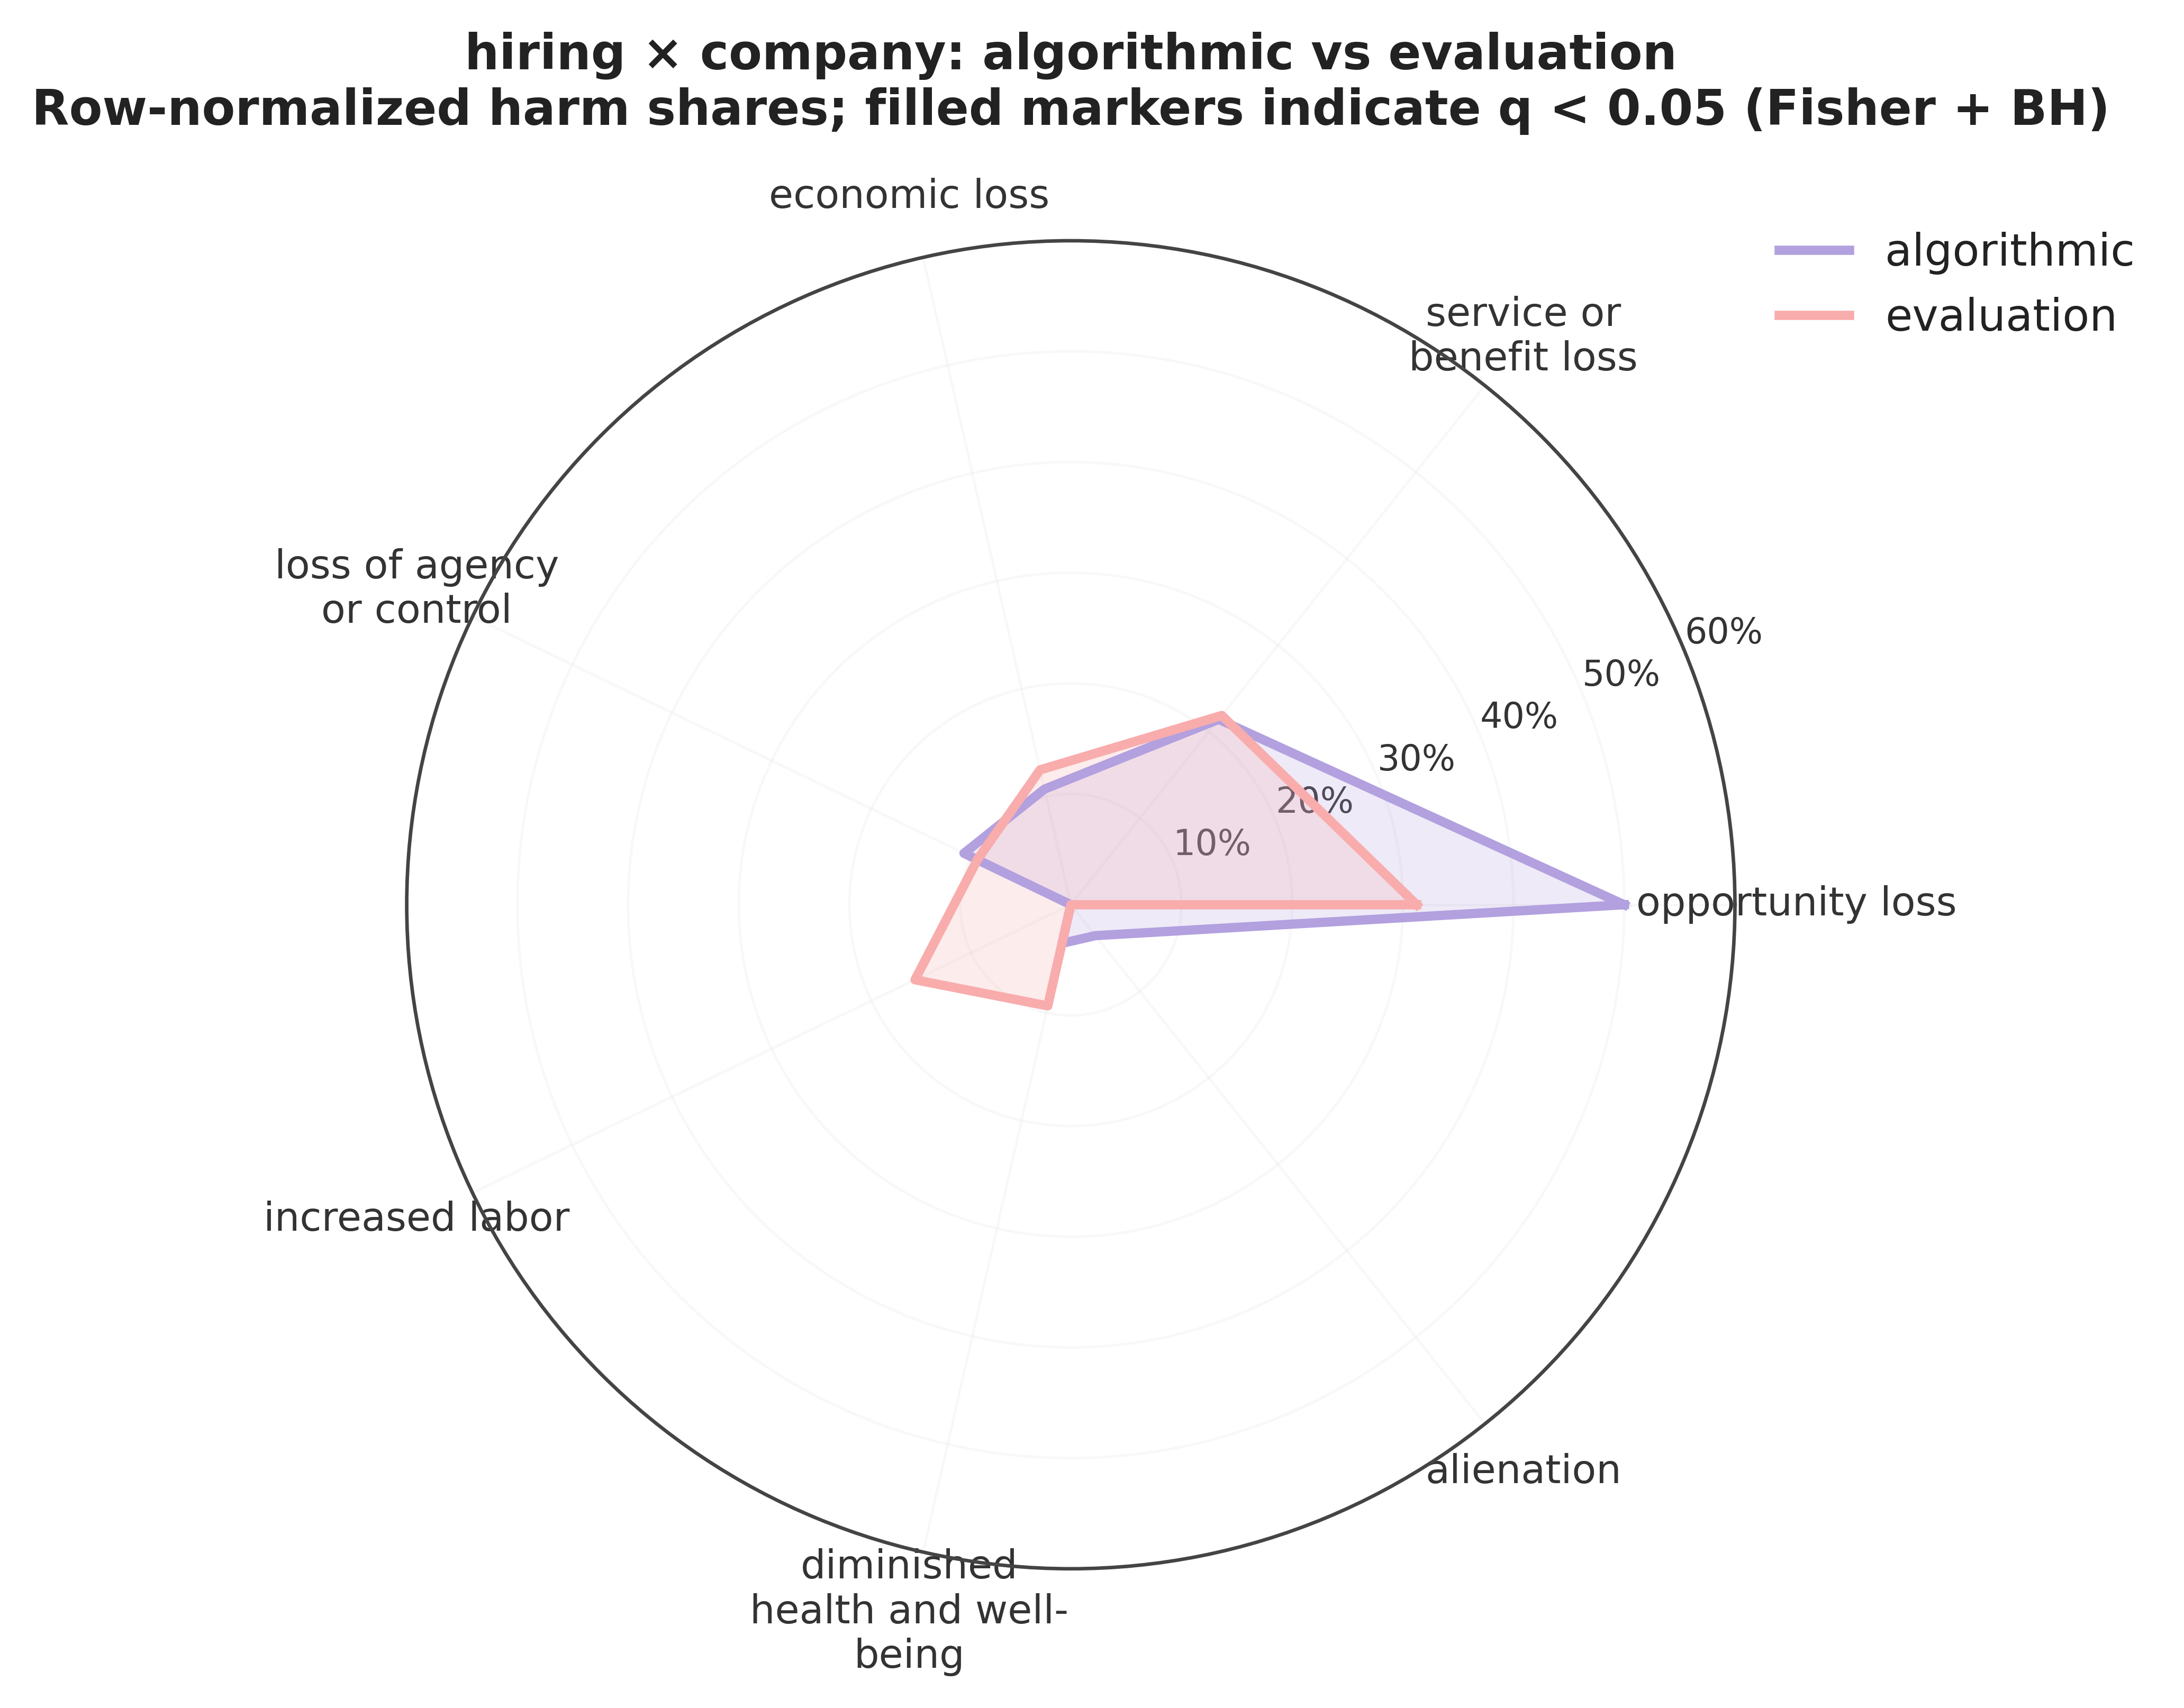 hiring × company: algorithmic vs evaluation
Row-normalized harm shares; filled markers indicate q < 0.05 (Fisher + BH)
economic loss
algorithmic
evaluation
service or
benefit loss
loss of agency
or control
60%
50%
40%
30%
20%
10%
opportunity loss
increased labor
alienation
diminished
health and well-
being